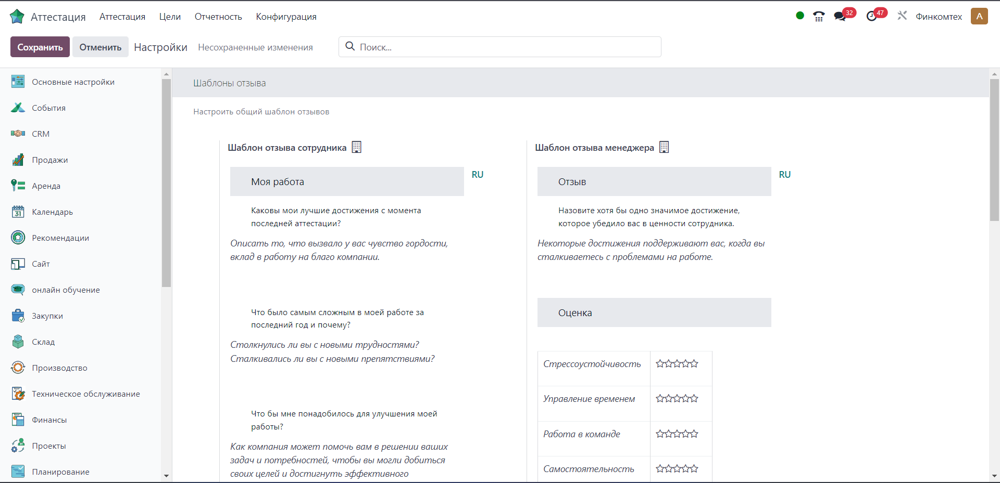 Аттестация
Аттестация
Цели
Отчетность
Конфигурация
32
47
Финкомтех
А
Сохранить
Отменить
Настройки
Несохраненные изменения
Поиск...
Основные настройки
События
CRM
Продажи
Аренда
31
Календарь
Рекомендации
Сайт
онлайн обучение
Закупки
Склад
Производство
Техническое обслуживание
Финансы
Проекты
Планирование
Шаблоны отзыва
Настроить общий шаблон отзывов
Шаблон отзыва сотрудника
Моя работа
RU
Каковы мои лучшие достижения с момента
последней аттестации?
Описать то, что вызвало у вас чувство гордости,
вклад в работу на благо компании.
Что было самым сложным в моей работе за
последний год и почему?
Столкнулись ли вы с новыми трудностями?
Сталкивались ли вы с новыми препятствиями?
Что бы мне понадобилось для улучшения моей
работы?
Как компания может помочь вам в решении ваших
задач и потребностей, чтобы вы могли добиться
своих целей и достигнуть эффективного
Шаблон отзыва менеджера
Отзыв
RU
Назовите хотя бы одно значимое достижение,
которое убедило вас в ценности сотрудника.
Некоторые достижения поддерживают вас, когда вы
сталкиваетесь с проблемами на работе.
Оценка
Стрессоустойчивость
Управление временем
Работа в команде
Самостоятельность